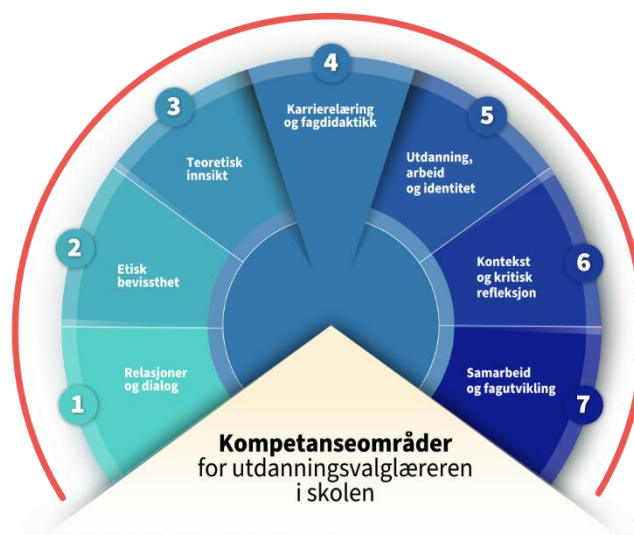 1
Relasjoner
og dialog
2
Etisk
bevissthet
3
Teoretisk
innsikt
4
Karrierelæring
og fagdidaktikk
5
Utdanning,
arbeid
og identitet
6
Kontekst
og kritisk
refleksjon
7
Samarbeid
og fagutvikling
Kompetanseområder
for utdanningsvalglæreren
i skolen